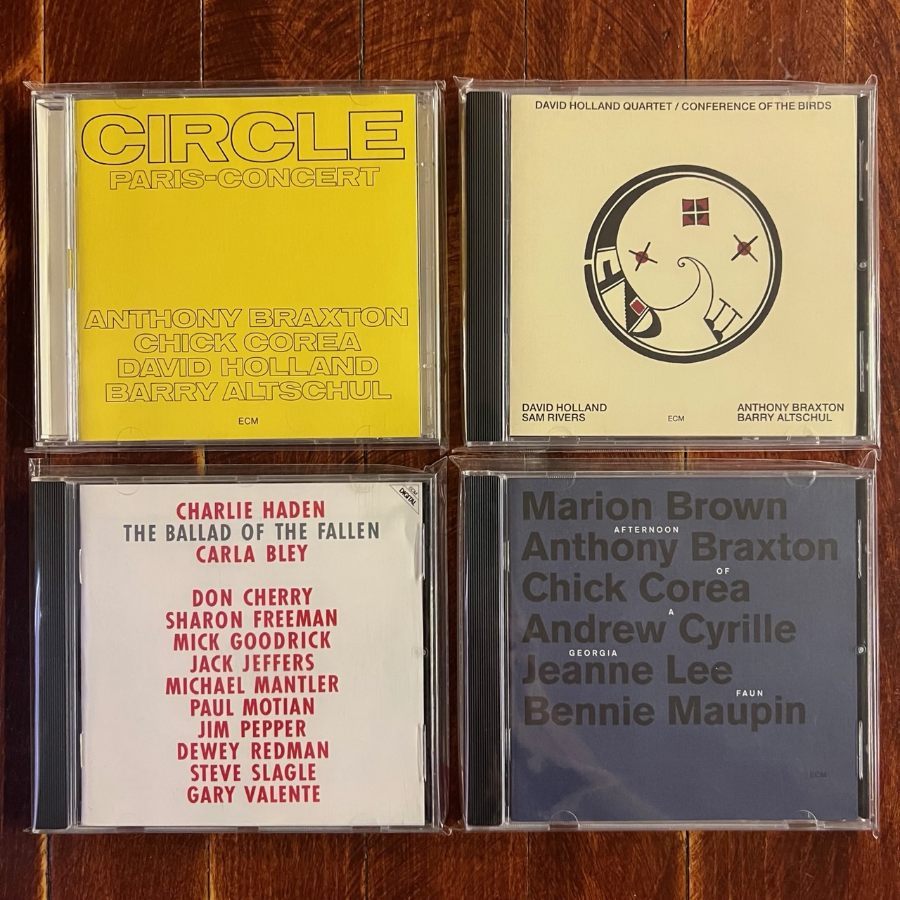 CIRCLE
PARIS-CONCERT
ANTHONY BRAXTON
CHICK COREA
DAVID HOLLAND
BARRY ALTSCHUL
ECM
DAVID HOLLAND QUARTET / CONFERENCE OF THE BIRDS
DAVID HOLLAND
SAM RIVERS
ECM
ANTHONY BRAXTON
BARRY ALTSCHUL
ECM
DIGITAL
CHARLIE HADEN
THE BALLAD OF THE FALLEN
CARLA BLEY
DON CHERRY
SHARON FREEMAN
MICK GOODRICK
JACK JEFFERS
MICHAEL MANTLER
PAUL MOTIAN
JIM PEPPER
DEWEY REDMAN
STEVE SLAGLE
GARY VALENTE
Marion Brown
AFTERNOON
Anthony Braxton
OF
Chick Corea
A
Andrew Cyrille
GEORGIA
Jeanne Lee
FAUN
Bennie Maupin
ECM